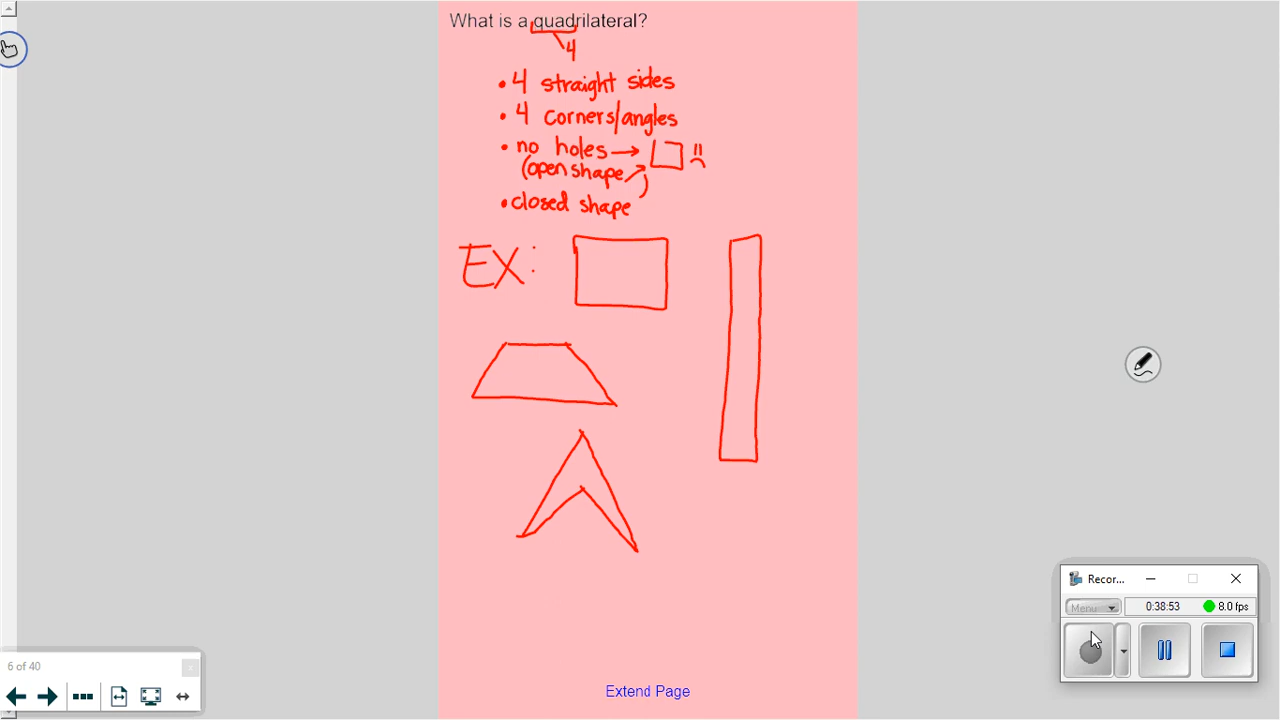 What is a quadrilateral?
4
• 4 straight sides
• 4 corners/angles
• no holes →
(open shape
• closed shape
EX:
Recor...
Menu
0:38:53
8.0 fps
6 of 40
Extend Page